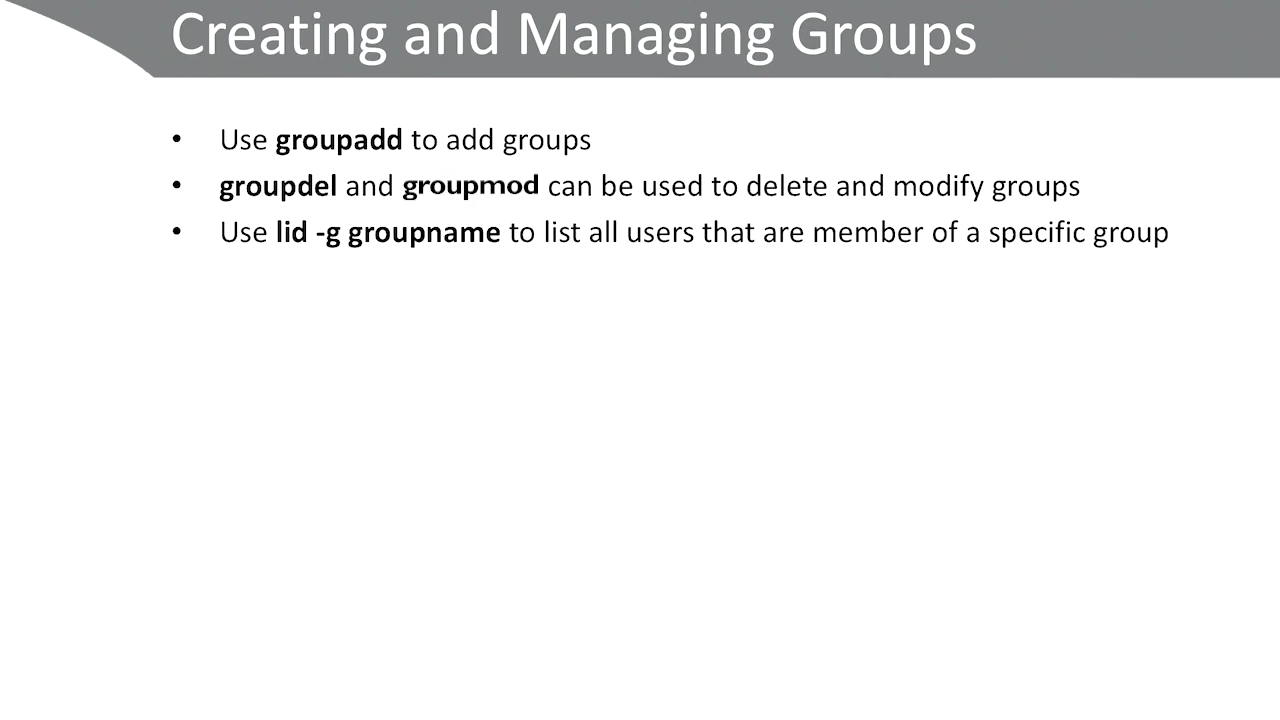 Creating and Managing Groups
• Use groupadd to add groups
• groupdel and groupmod can be used to delete and modify groups
• Use lid -g groupname to list all users that are member of a specific group